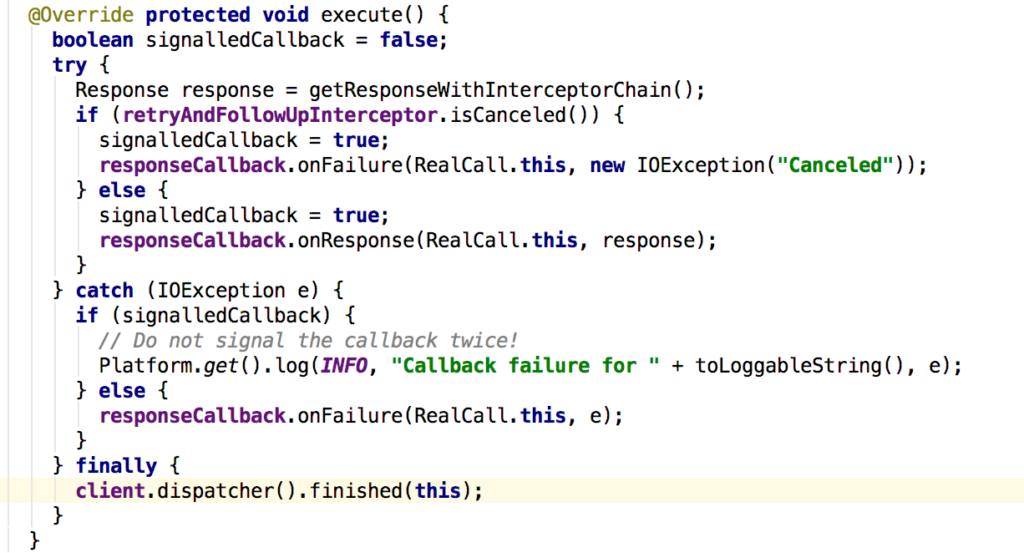 @Override protected void execute() {
  boolean signalledCallback = false;
  try {
    Response response = getResponseWithInterceptorChain();
    if (retryAndFollowUpInterceptor.isCanceled()) {
      signalledCallback = true;
      responseCallback.onFailure(RealCall.this, new IOException("Canceled"));
    } else {
      signalledCallback = true;
      responseCallback.onResponse(RealCall.this, response);
    }
  } catch (IOException e) {
    if (signalledCallback) {
      // Do not signal the callback twice!
      Platform.get().log(INFO, "Callback failure for " + toLoggableString(), e);
    } else {
      responseCallback.onFailure(RealCall.this, e);
    }
  } finally {
    client.dispatcher().finished(this);
  }
}